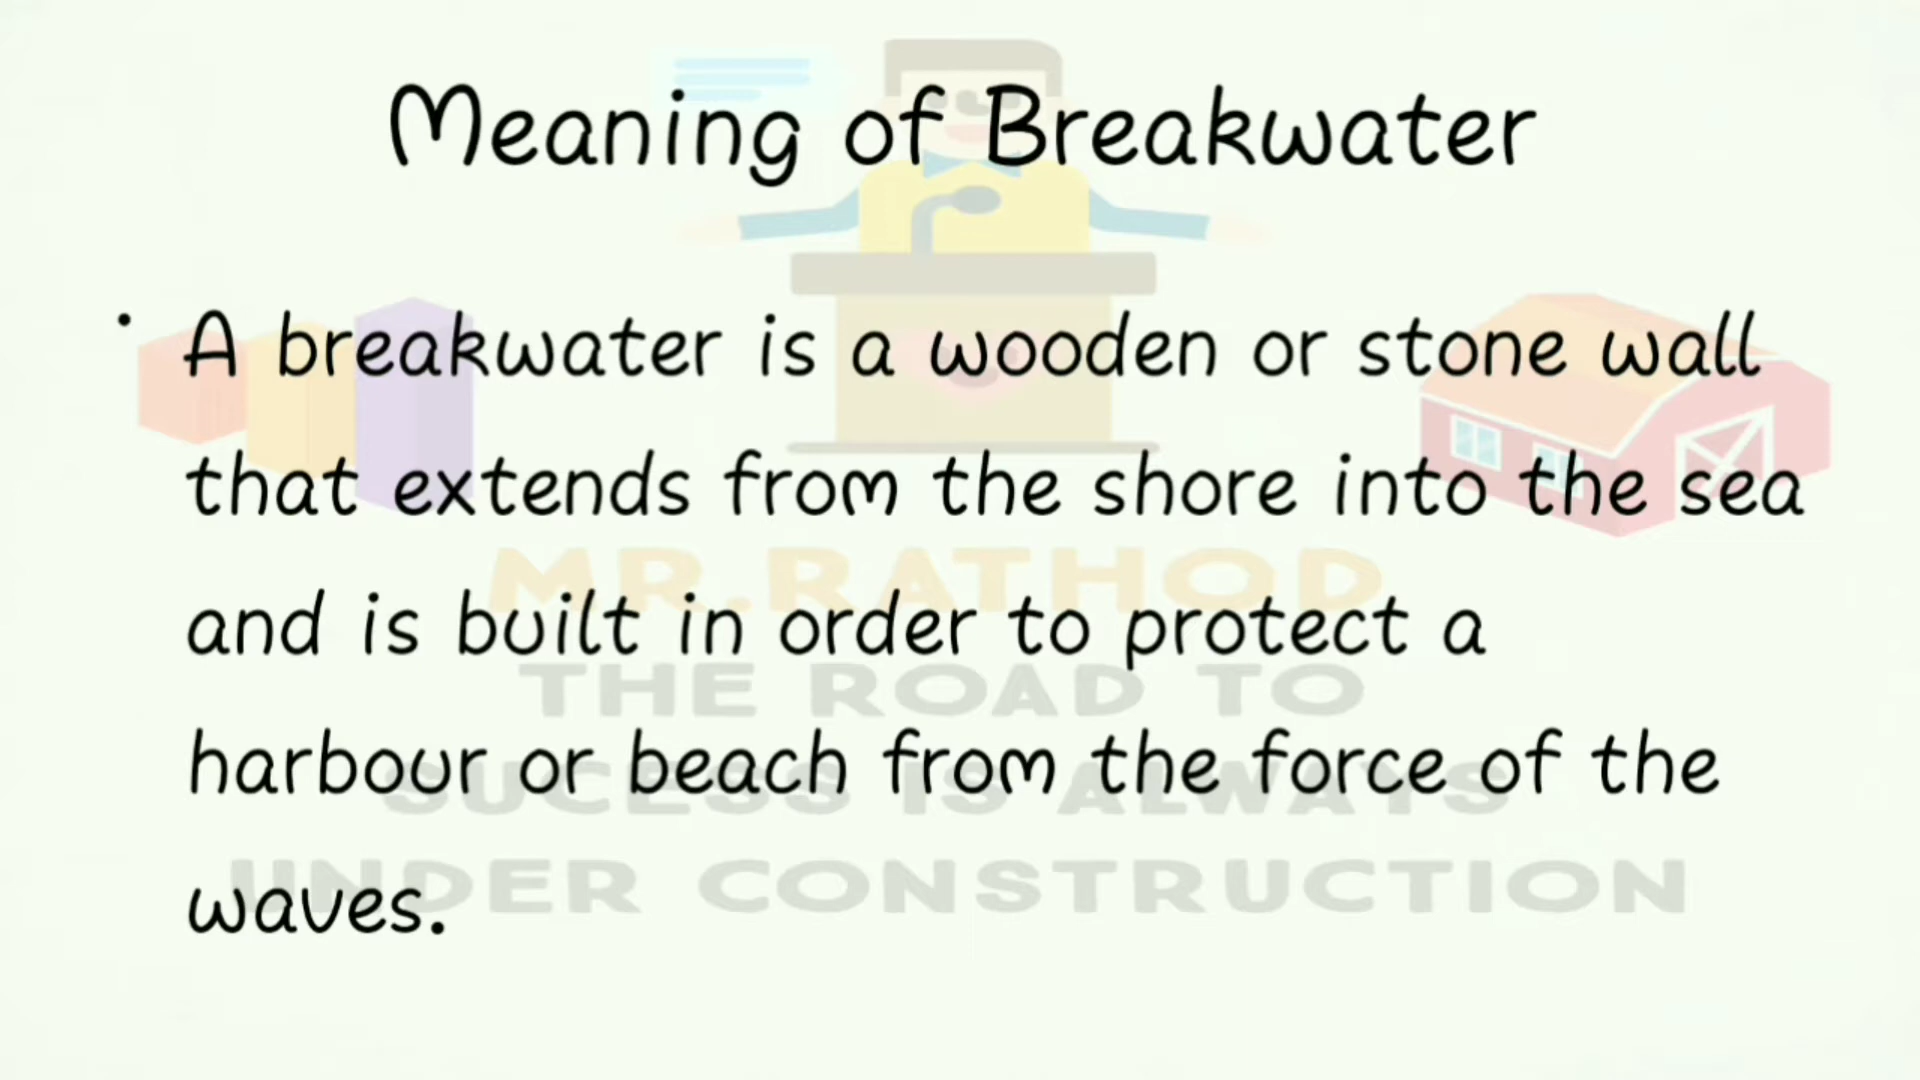 Meaning of Breakwater
• A breakwater is a wooden or stone wall
that extends from the shore into the sea
and is built in order to protect a
harbour or beach from the force of the
waves.
MR.RATHOD
THE ROAD TO
SUCESS IS ALWAYS
UNDER CONSTRUCTION